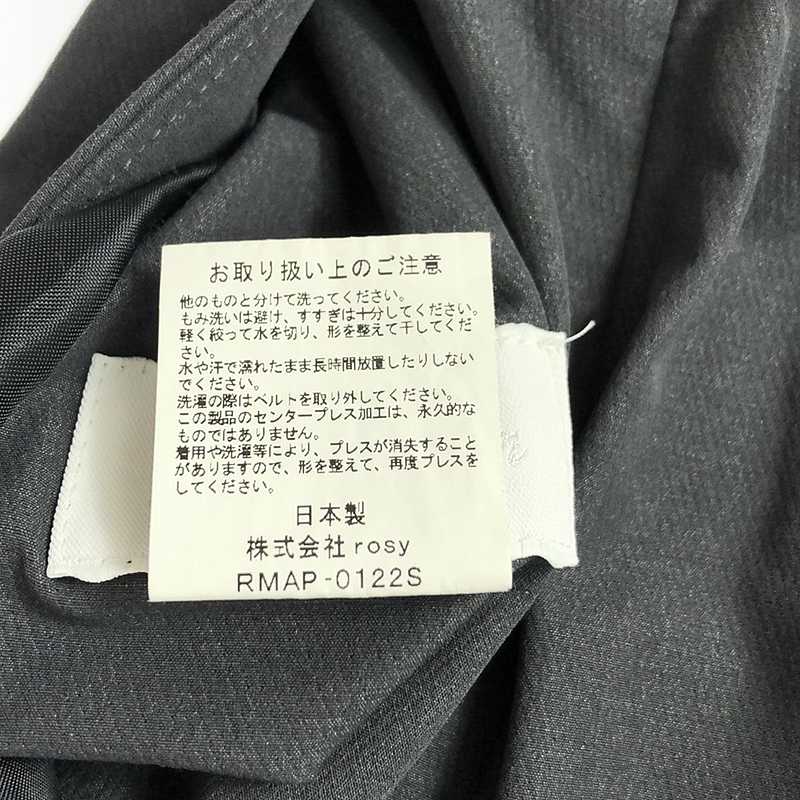 お取り扱い上のご注意
他のものと分けて洗ってください。
もみ洗いは避け、すすぎは十分してください。
軽く絞って水を切り、形を整えて干してくだ
さい。
水や汗で濡れたまま長時間放置したりしない
でください。
洗濯の際はベルトを取り外してください。
この製品のセンタープレス加工は、永久的な
ものではありません。
着用や洗濯等により、プレスが消失すること
がありますので、形を整えて、再度プレスを
してください。
日本製
株式会社rosy
RMAP-0122S